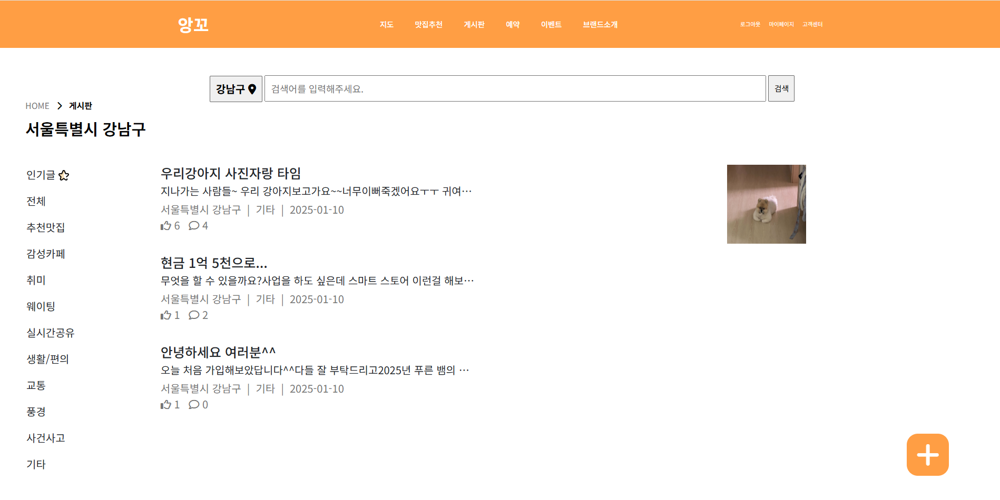 앙꼬
지도 맛집추천 게시판 예약 이벤트 브랜드소개
로그아웃 마이페이지 고객센터
강남구
검색어를 입력해주세요.
검색
HOME 게시판
서울특별시 강남구
인기글
전체
추천맛집
감성카페
취미
웨이팅
실시간공유
생활/편의
교통
풍경
사건사고
기타
우리강아지 사진자랑 타임
지나가는 사람들~ 우리 강아지보고가요~~너무이뻐죽겠어요ㅜㅜ 귀여…
서울특별시 강남구 | 기타 | 2025-01-10
6 4
현금 1억 5천으로...
무엇을 할 수 있을까요?사업을 하도 싶은데 스마트 스토어 이런걸 해보…
서울특별시 강남구 | 기타 | 2025-01-10
1 2
안녕하세요 여러분^^
오늘 처음 가입해보았답니다^^다들 잘 부탁드리고2025년 푸른 뱀의 …
서울특별시 강남구 | 기타 | 2025-01-10
1 0